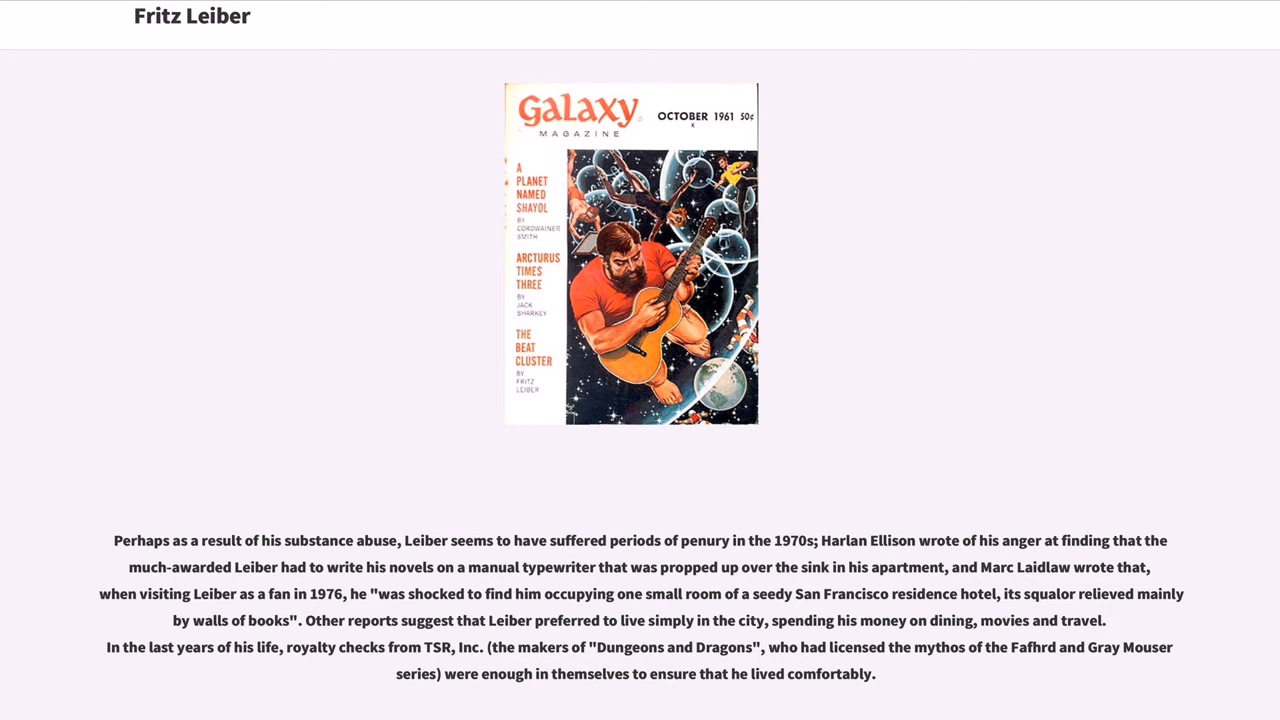 Fritz Leiber
Galaxy
MAGAZINE
OCTOBER 1961 50¢
K
A
PLANET
NAMED
SHAYOL
BY
CORDWAINER
SMITH
ARCTURUS
TIMES
THREE
BY
JACK
SHARKEY
THE
BEAT
CLUSTER
BY
FRITZ
LEIBER
Perhaps as a result of his substance abuse, Leiber seems to have suffered periods of penury in the 1970s; Harlan Ellison wrote of his anger at finding that the
much-awarded Leiber had to write his novels on a manual typewriter that was propped up over the sink in his apartment, and Marc Laidlaw wrote that,
when visiting Leiber as a fan in 1976, he "was shocked to find him occupying one small room of a seedy San Francisco residence hotel, its squalor relieved mainly
by walls of books". Other reports suggest that Leiber preferred to live simply in the city, spending his money on dining, movies and travel.
In the last years of his life, royalty checks from TSR, Inc. (the makers of "Dungeons and Dragons", who had licensed the mythos of the Fafhrd and Gray Mouser
series) were enough in themselves to ensure that he lived comfortably.